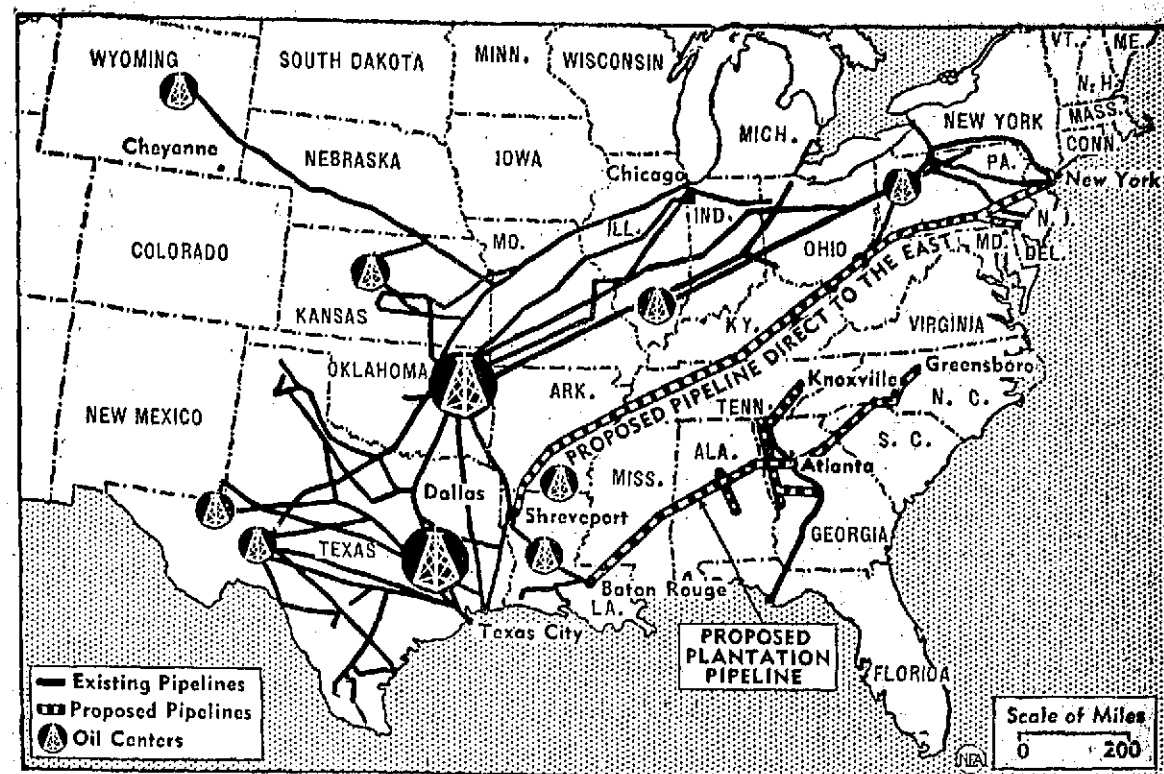 VT.
ME.
WYOMING
SOUTH DAKOTA
MINN.
WISCONSIN
N. H.
MICH.
NEW YORK
MASS.
CONN.
Cheyenne
NEBRASKA
IOWA
Chicago
PA.
New York
IND.
N. J.
COLORADO
MO.
ILL.
OHIO
MD.
DEL.
KANSAS
KY.
VIRGINIA
PROPOSED PIPELINE DIRECT TO THE EAST
OKLAHOMA
ARK.
Knoxville
Greensboro
NEW MEXICO
TENN.
N. C.
S. C.
ALA.
Atlanta
MISS.
Dallas
Shreveport
TEXAS
GEORGIA
Baton Rouge
LA.
Texas City
PROPOSED
PLANTATION
PIPELINE
FLORIDA
Existing Pipelines
Proposed Pipelines
Oil Centers
Scale of Miles
0 200
NEA